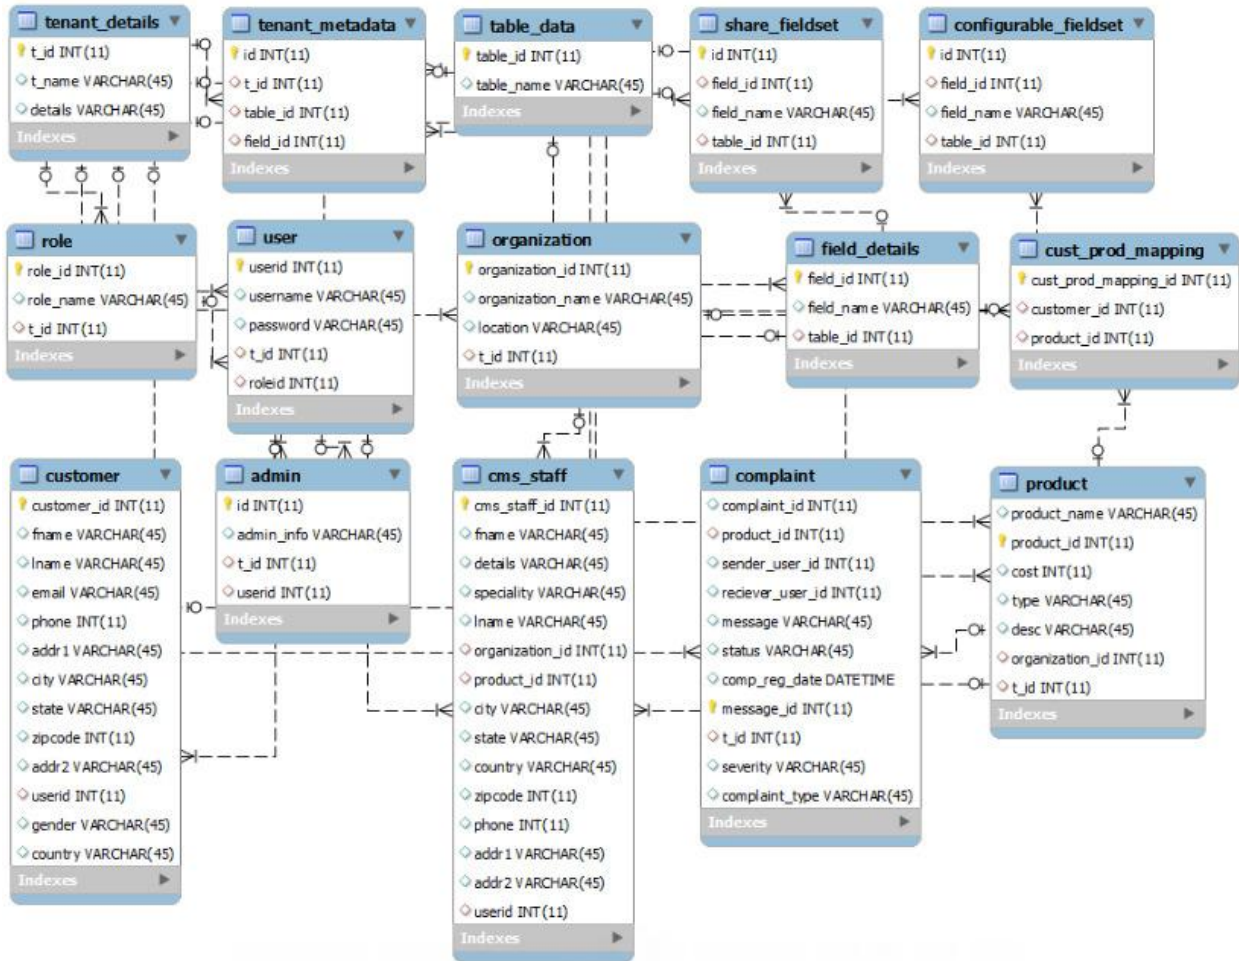 tenant_details
t_id INT(11)
t_name VARCHAR(45)
details VARCHAR(45)
Indexes
tenant_metadata
id INT(11)
t_id INT(11)
table_id INT(11)
field_id INT(11)
Indexes
table_data
table_id INT(11)
table_name VARCHAR(45)
Indexes
share_fieldset
id INT(11)
field_id INT(11)
field_name VARCHAR(45)
table_id INT(11)
Indexes
configurable_fieldset
id INT(11)
field_id INT(11)
field_name VARCHAR(45)
table_id INT(11)
Indexes
role
role_id INT(11)
role_name VARCHAR(45)
t_id INT(11)
Indexes
user
userid INT(11)
username VARCHAR(45)
password VARCHAR(45)
t_id INT(11)
roleid INT(11)
Indexes
organization
organization_id INT(11)
organization_name VARCHAR(45)
location VARCHAR(45)
t_id INT(11)
Indexes
field_details
field_id INT(11)
field_name VARCHAR(45)
table_id INT(11)
Indexes
cust_prod_mapping
cust_prod_mapping_id INT(11)
customer_id INT(11)
product_id INT(11)
Indexes
customer
customer_id INT(11)
fname VARCHAR(45)
lname VARCHAR(45)
email VARCHAR(45)
phone INT(11)
addr1 VARCHAR(45)
city VARCHAR(45)
state VARCHAR(45)
zipcode INT(11)
addr2 VARCHAR(45)
userid INT(11)
gender VARCHAR(45)
country VARCHAR(45)
Indexes
admin
id INT(11)
admin_info VARCHAR(45)
t_id INT(11)
userid INT(11)
Indexes
cms_staff
cms_staff_id INT(11)
fname VARCHAR(45)
details VARCHAR(45)
speciality VARCHAR(45)
lname VARCHAR(45)
organization_id INT(11)
product_id INT(11)
city VARCHAR(45)
state VARCHAR(45)
country VARCHAR(45)
zipcode INT(11)
phone INT(11)
addr1 VARCHAR(45)
addr2 VARCHAR(45)
userid INT(11)
Indexes
complaint
complaint_id INT(11)
product_id INT(11)
sender_user_id INT(11)
reciever_user_id INT(11)
message VARCHAR(45)
status VARCHAR(45)
comp_reg_date DATETIME
message_id INT(11)
t_id INT(11)
severity VARCHAR(45)
complaint_type VARCHAR(45)
Indexes
product
product_name VARCHAR(45)
product_id INT(11)
cost INT(11)
type VARCHAR(45)
desc VARCHAR(45)
organization_id INT(11)
t_id INT(11)
Indexes